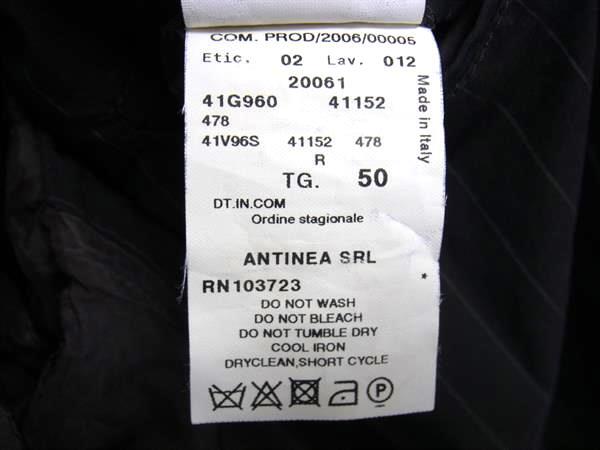 COM. PROD/2006/00005
Etic. 02 Lav. 012
20061
41G960 41152
478
41V96S 41152 478
R
TG. 50
DT.IN.COM
Ordine stagionale
ANTINEA SRL
RN103723
DO NOT WASH
DO NOT BLEACH
DO NOT TUMBLE DRY
COOL IRON
DRYCLEAN,SHORT CYCLE
P
Made in Italy